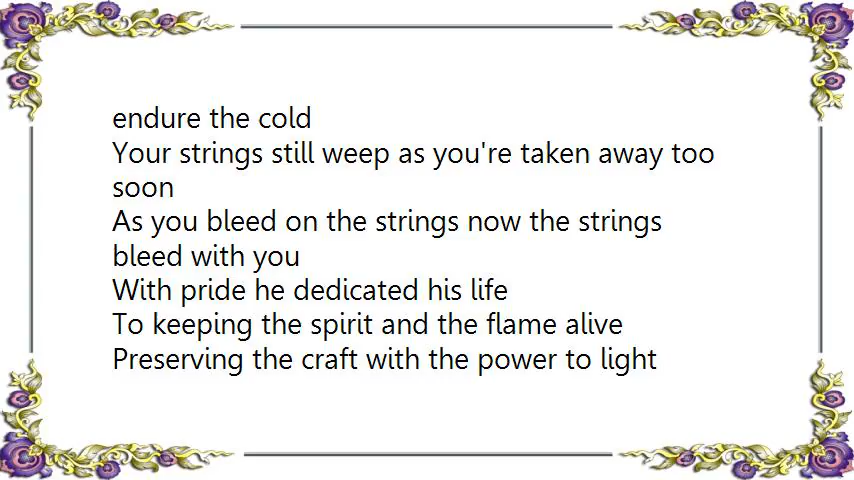 endure the cold
Your strings still weep as you're taken away too
soon
As you bleed on the strings now the strings
bleed with you
With pride he dedicated his life
To keeping the spirit and the flame alive
Preserving the craft with the power to light